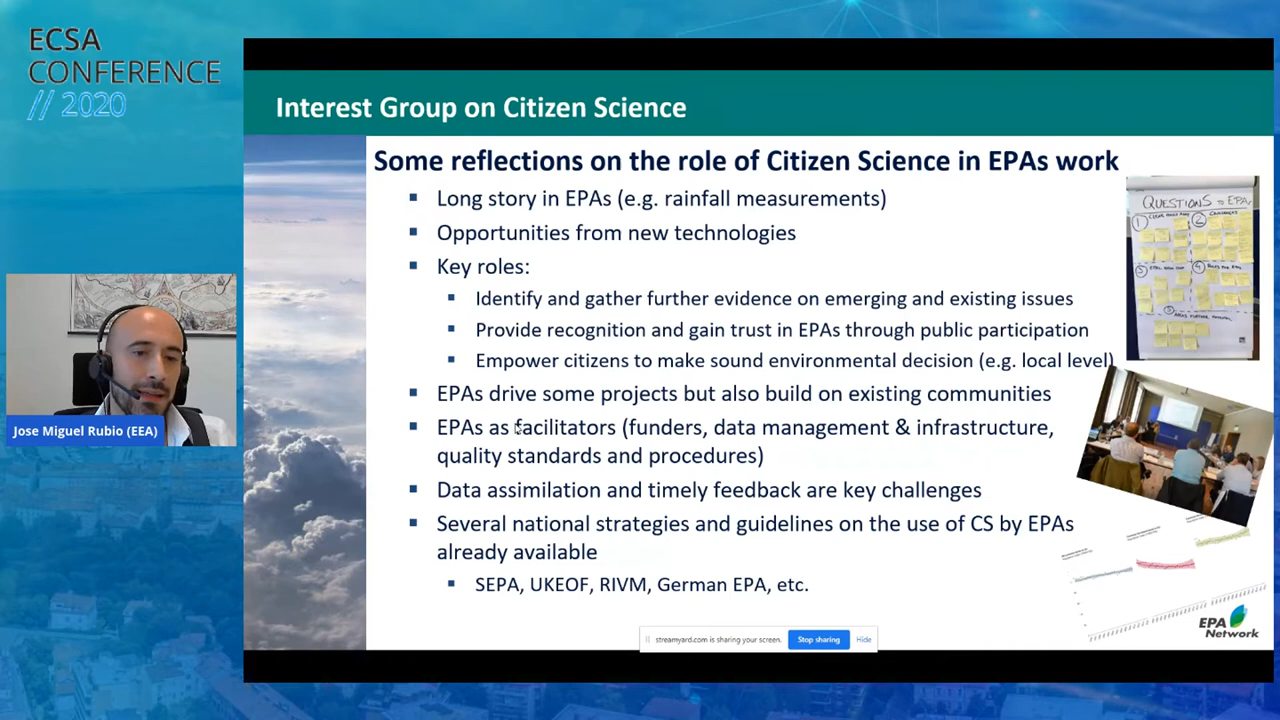 ECSA
CONFERENCE
// 2020
Interest Group on Citizen Science
Some reflections on the role of Citizen Science in EPAs work
Long story in EPAs (e.g. rainfall measurements)
Opportunities from new technologies
Key roles:
Identify and gather further evidence on emerging and existing issues
Provide recognition and gain trust in EPAs through public participation
Empower citizens to make sound environmental decision (e.g. local level)
EPAs drive some projects but also build on existing communities
EPAs as facilitators (funders, data management & infrastructure,
quality standards and procedures)
Data assimilation and timely feedback are key challenges
Several national strategies and guidelines on the use of CS by EPAs
already available
SEPA, UKEOF, RIVM, German EPA, etc.
QUESTIONS
1
2
3
4
Jose Miguel Rubio (EEA)
EPA
Network
streamyard.com is sharing your screen.
Stop sharing
Hide